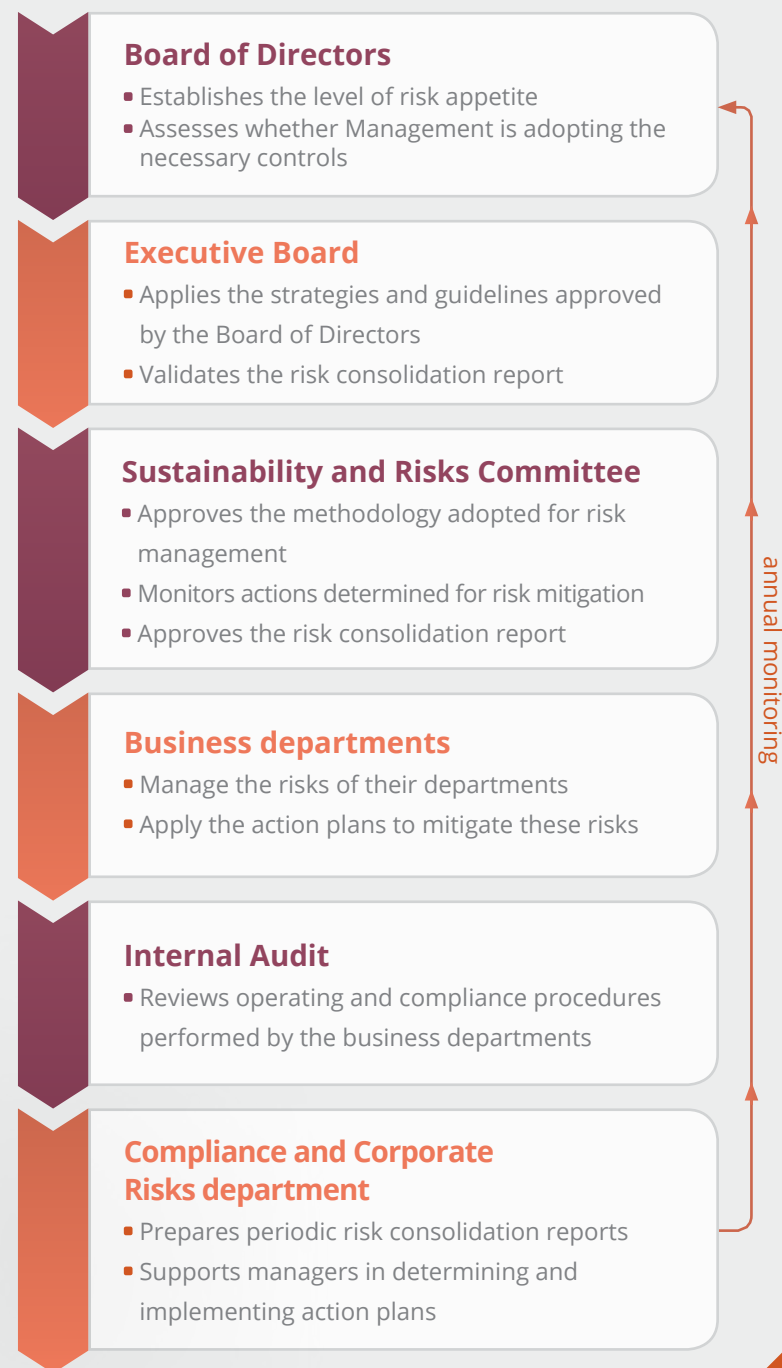 Board of Directors
Establishes the level of risk appetite
Assesses whether Management is adopting the
necessary controls
Executive Board
Applies the strategies and guidelines approved
by the Board of Directors
Validates the risk consolidation report
Sustainability and Risks Committee
Approves the methodology adopted for risk
management
Monitors actions determined for risk mitigation
Approves the risk consolidation report
Business departments
Manage the risks of their departments
Apply the action plans to mitigate these risks
Internal Audit
Reviews operating and compliance procedures
performed by the business departments
Compliance and Corporate
Risks department
Prepares periodic risk consolidation reports
Supports managers in determining and
implementing action plans
annual monitoring